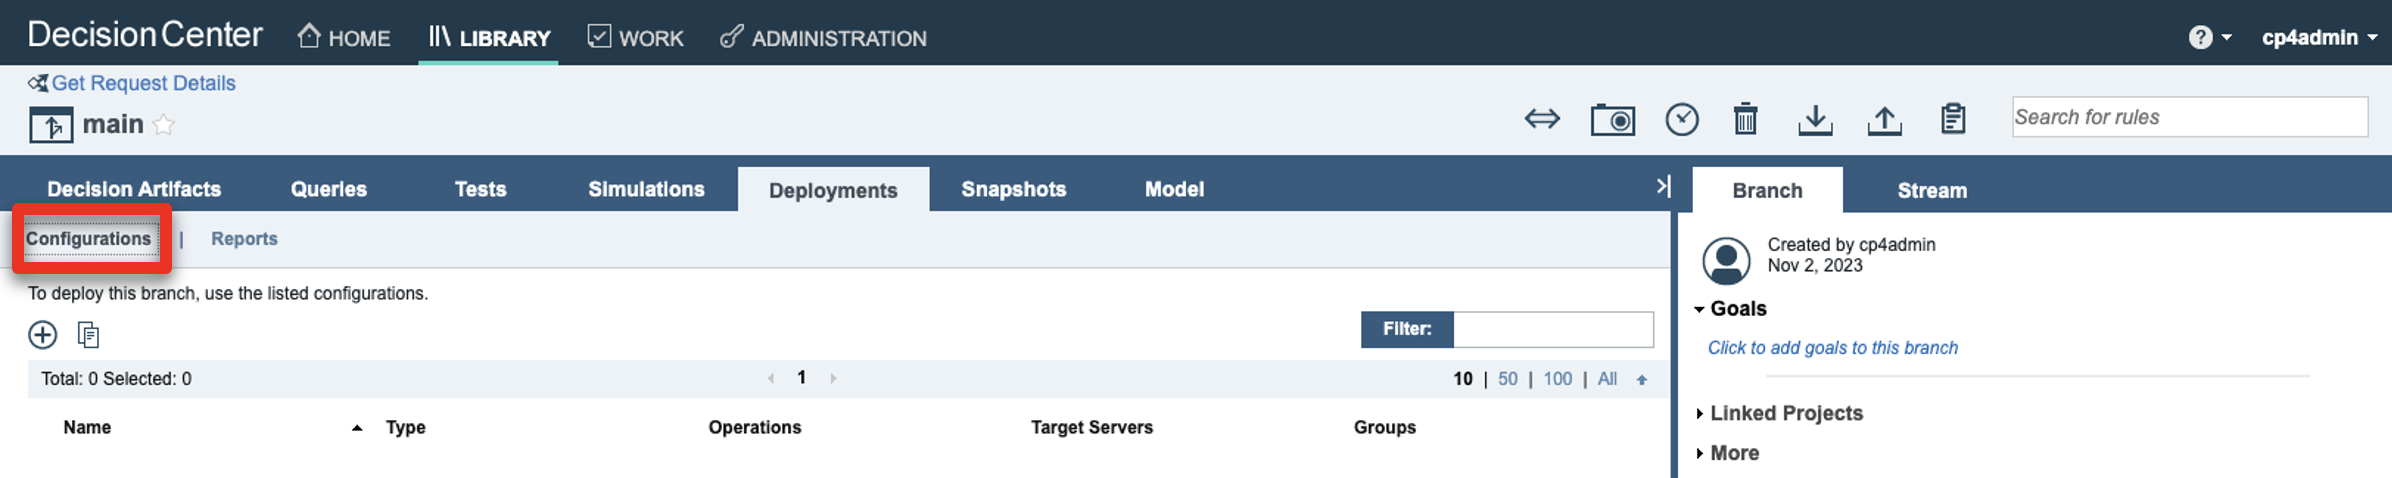 Decision Center HOME LIBRARY WORK ADMINISTRATION ? cp4admin
Get Request Details
main Search for rules
Decision Artifacts Queries Tests Simulations Deployments Snapshots Model Branch Stream
Configurations | Reports
Created by cp4admin
Nov 2, 2023
To deploy this branch, use the listed configurations.
Goals
Filter:
Click to add goals to this branch
Total: 0 Selected: 0 1 10 | 50 | 100 | All
Linked Projects
Name Type Operations Target Servers Groups
More